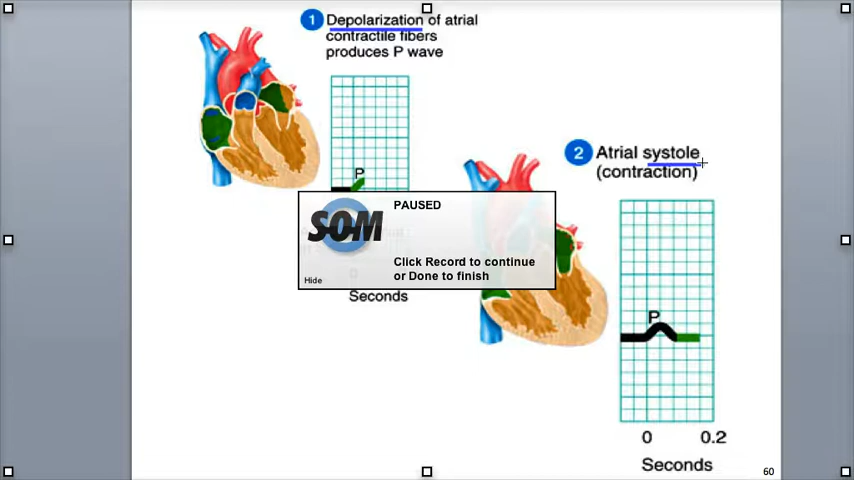 1 Depolarization of atrial
contractile fibers
produces P wave
P
0
Seconds
2 Atrial systole
(contraction)
P
0 0.2
Seconds
SOM
PAUSED
Click Record to continue
or Done to finish
Hide
60